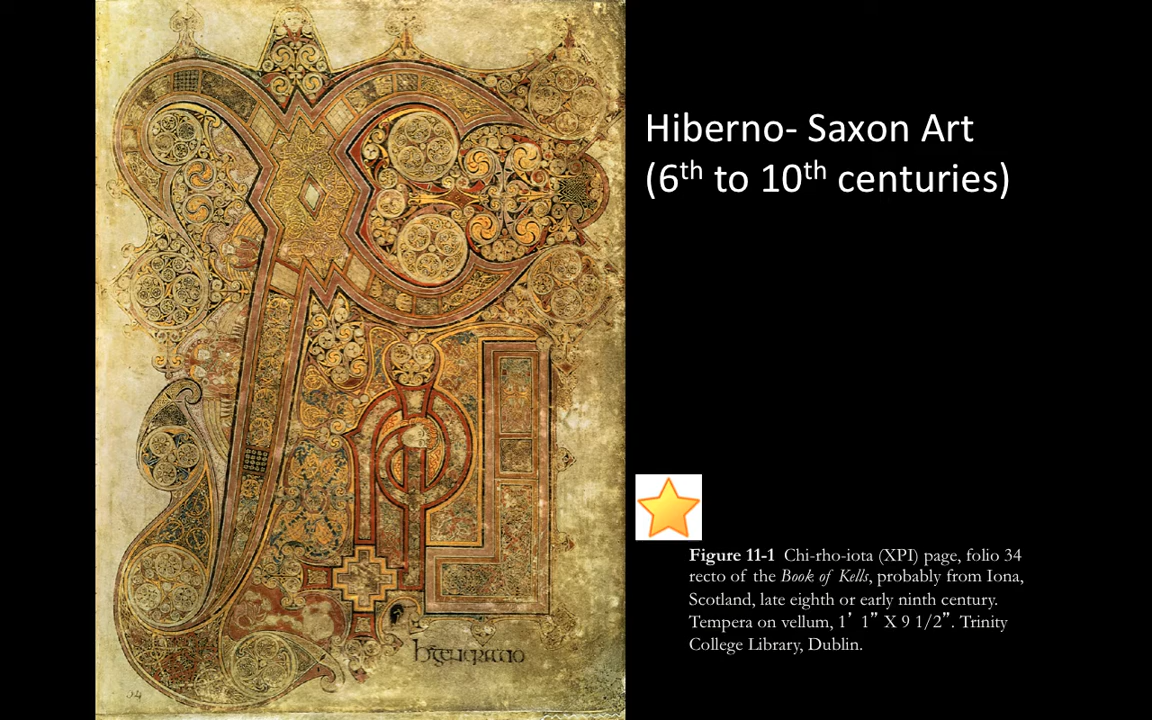 Hiberno- Saxon Art
(6th to 10th centuries)
Figure 11-1 Chi-rho-iota (XPI) page, folio 34
recto of the Book of Kells, probably from Iona,
Scotland, late eighth or early ninth century.
Tempera on vellum, 1’ 1” X 9 1/2”. Trinity
College Library, Dublin.
h generatio
34